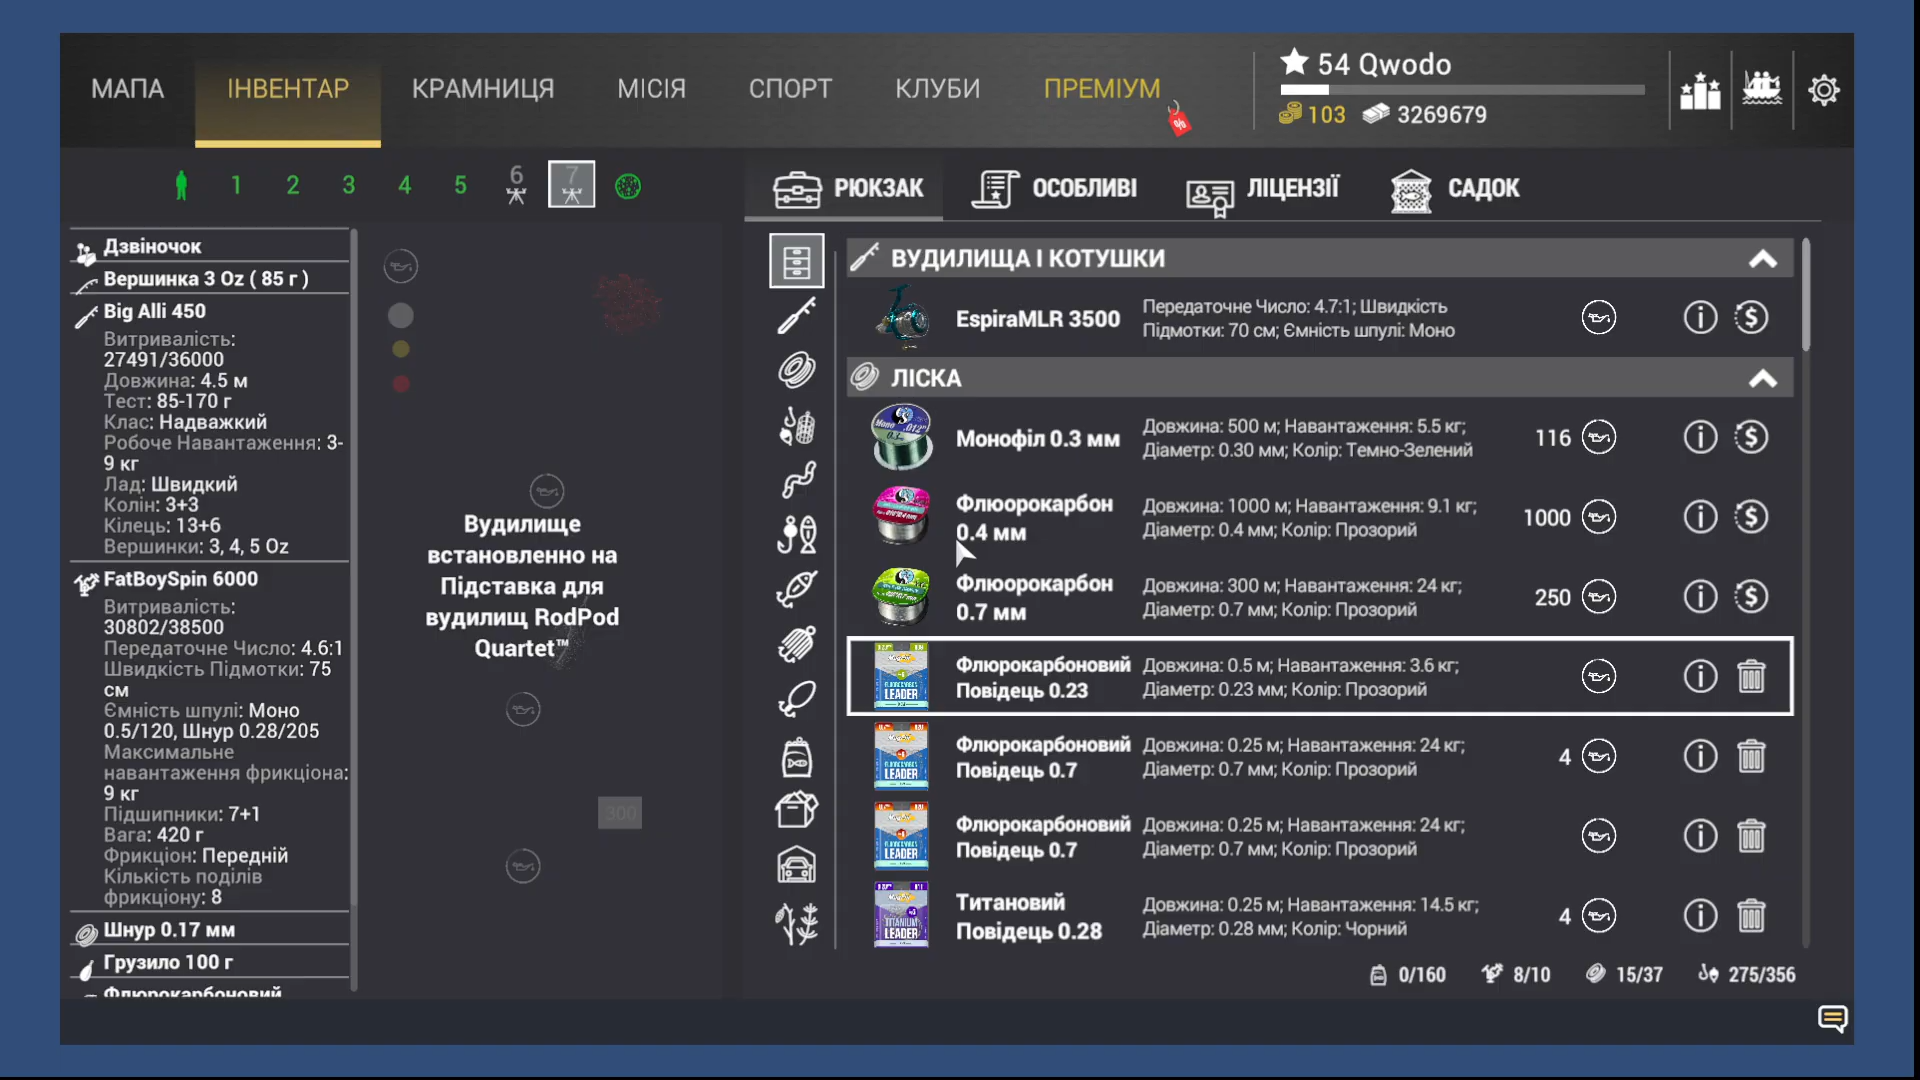 МАПА
ІНВЕНТАР
КРАМНИЦЯ
МІСІЯ
СПОРТ
КЛУБИ
ПРЕМІУМ
54 Qwodo
103 3269679
1 2 3 4 5 6 7
РЮКЗАК
ОСОБЛИВІ
ЛІЦЕНЗІЇ
САДОК
Дзвіночок
Вершинка 3 Oz ( 85 г )
Big Alli 450
Витривалість:
27491/36000
Довжина: 4.5 м
Тест: 85-170 г
Клас: Надважкий
Робоче Навантаження: 3-
9 кг
Лад: Швидкий
Колін: 3+3
Кілець: 13+6
Вершинки: 3, 4, 5 Oz
FatBoySpin 6000
Витривалість:
30802/38500
Передаточне Число: 4.6:1
Швидкість Підмотки: 75
см
Ємність шпулі: Моно
0.5/120, Шнур 0.28/205
Максимальне
навантаження фрикціона:
9 кг
Підшипники: 7+1
Вага: 420 г
Фрикціон: Передній
Кількість поділів
фрикціону: 8
Шнур 0.17 мм
Грузило 100 г
Флюрокарбоновий
Вудилище
встановленно на
Підставка для
вудилищ RodPod
Quartet™
300
ВУДИЛИЩА І КОТУШКИ
EspiraMLR 3500
Передаточне Число: 4.7:1; Швидкість
Підмотки: 70 см; Ємність шпулі: Моно
ЛІСКА
Монофіл 0.3 мм
Довжина: 500 м; Навантаження: 5.5 кг;
Діаметр: 0.30 мм; Колір: Темно-Зелений
116
Флюорокарбон
0.4 мм
Довжина: 1000 м; Навантаження: 9.1 кг;
Діаметр: 0.4 мм; Колір: Прозорий
1000
Флюорокарбон
0.7 мм
Довжина: 300 м; Навантаження: 24 кг;
Діаметр: 0.7 мм; Колір: Прозорий
250
Флюрокарбоновий
Повідець 0.23
Довжина: 0.5 м; Навантаження: 3.6 кг;
Діаметр: 0.23 мм; Колір: Прозорий
Флюрокарбоновий
Повідець 0.7
Довжина: 0.25 м; Навантаження: 24 кг;
Діаметр: 0.7 мм; Колір: Прозорий
4
Флюрокарбоновий
Повідець 0.7
Довжина: 0.25 м; Навантаження: 24 кг;
Діаметр: 0.7 мм; Колір: Прозорий
Титановий
Повідець 0.28
Довжина: 0.25 м; Навантаження: 14.5 кг;
Діаметр: 0.28 мм; Колір: Чорний
4
LEADER
LEADER
LEADER
TITANIUM
LEADER
0/160 8/10 15/37 275/356